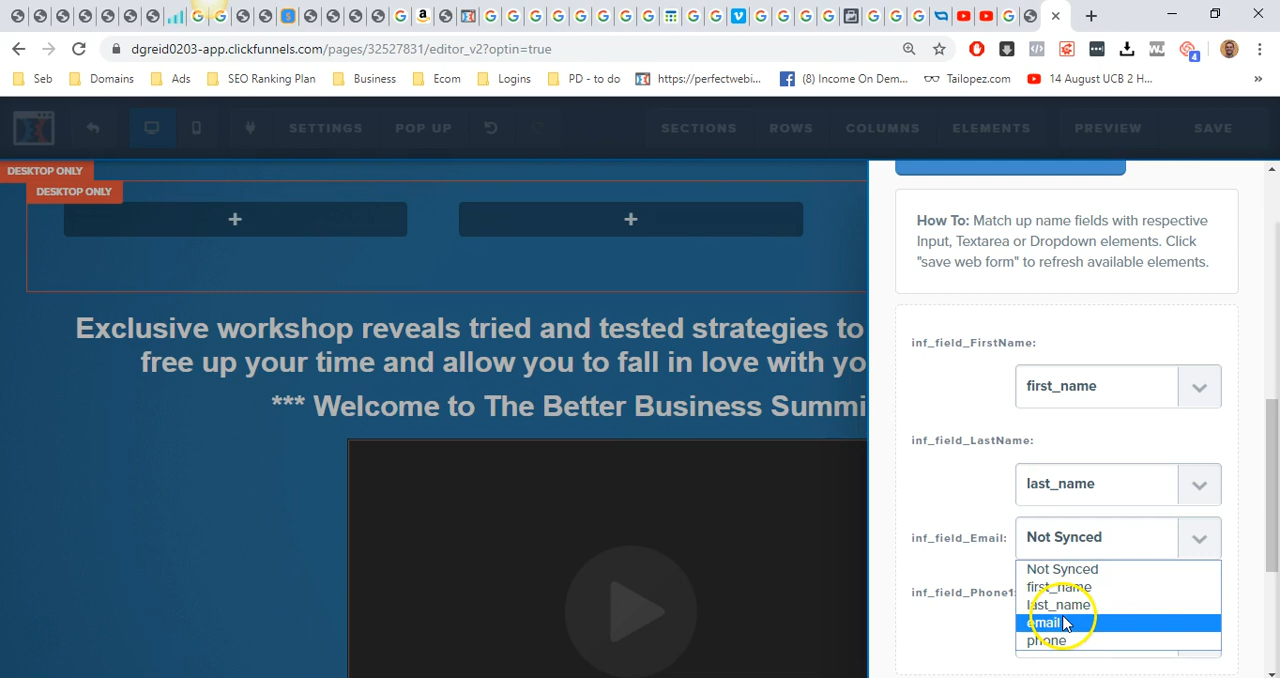 4
dgreid0203-app.clickfunnels.com/pages/32527831/editor_v2?optin=true
Seb
Domains
Ads
SEO Ranking Plan
Business
Ecom
Logins
PD - to do
https://perfectwebi...
(8) Income On Dem...
Tailopez.com
14 August UCB 2 H...
»
SETTINGS
POP UP
SECTIONS
ROWS
COLUMNS
ELEMENTS
PREVIEW
SAVE
DESKTOP ONLY
DESKTOP ONLY
+
+
Exclusive workshop reveals tried and tested strategies to
free up your time and allow you to fall in love with yo
*** Welcome to The Better Business Summi
How To: Match up name fields with respective
Input, Textarea or Dropdown elements. Click
"save web form" to refresh available elements.
inf_field_FirstName:
first_name
inf_field_LastName:
last_name
inf_field_Email:
Not Synced
inf_field_Phone1:
Not Synced
first_name
last_name
email
phone